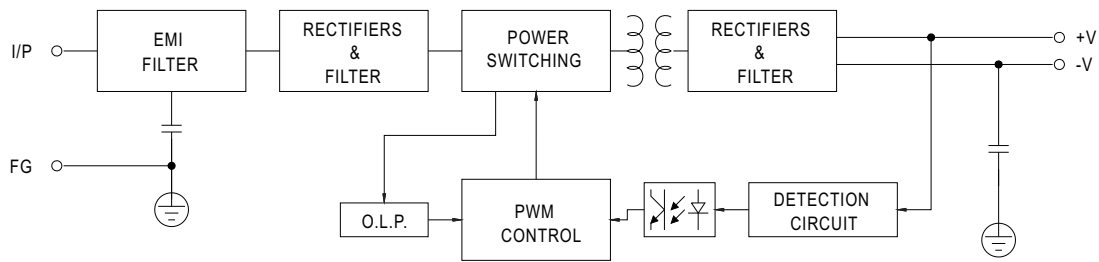 I/P
EMI
FILTER
RECTIFIERS
&
FILTER
POWER
SWITCHING
RECTIFIERS
&
FILTER
+V
-V
FG
O.L.P.
PWM
CONTROL
DETECTION
CIRCUIT